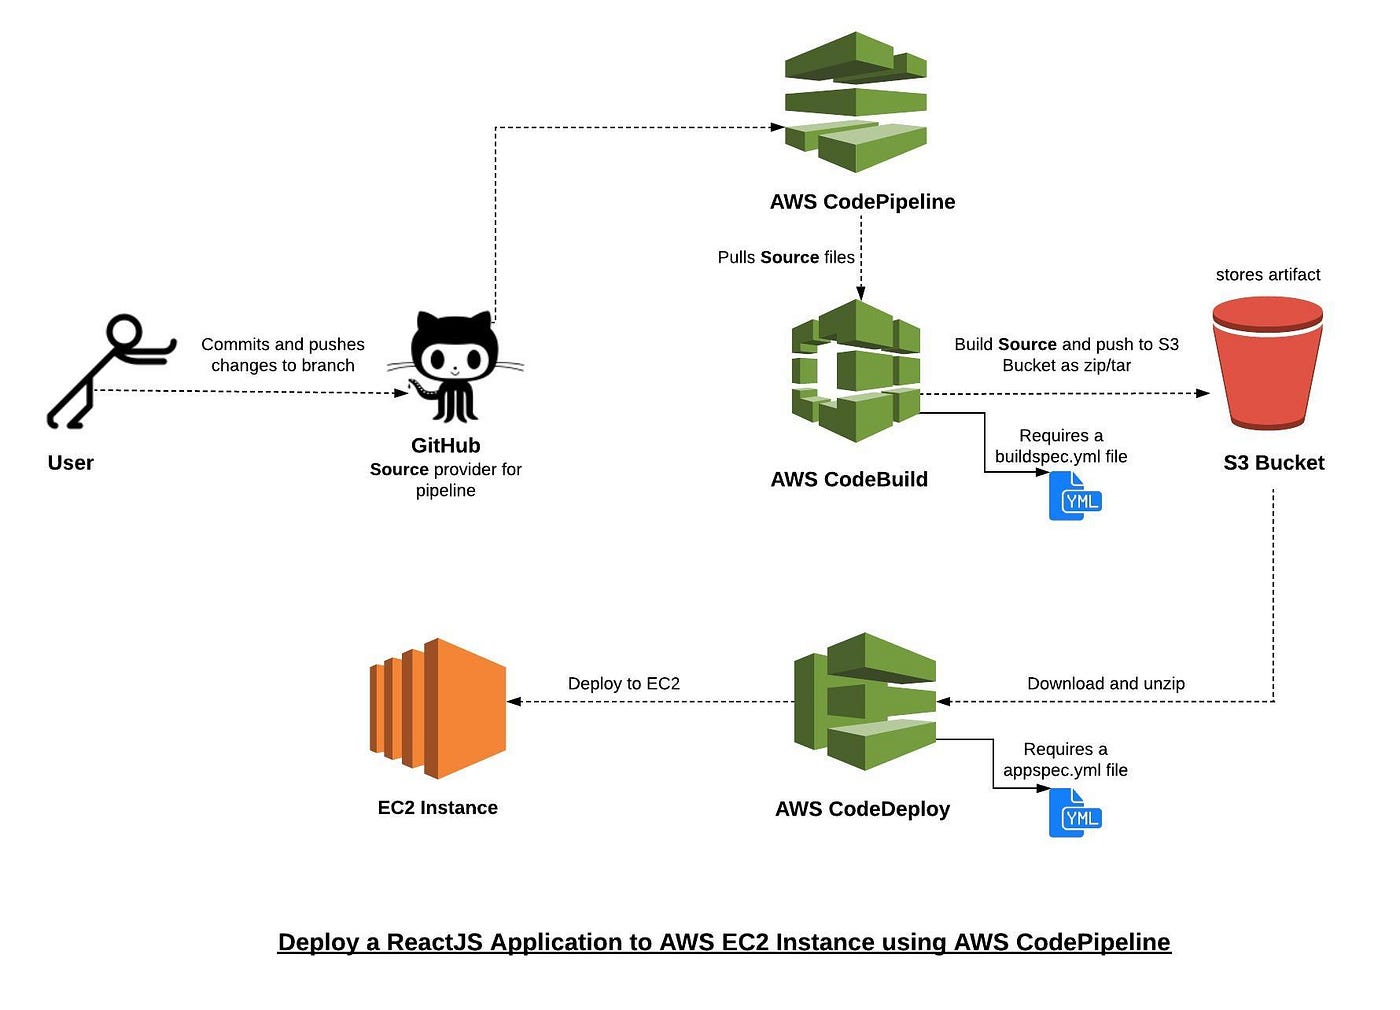 AWS CodePipeline
Pulls Source files
stores artifact
Commits and pushes
changes to branch
Build Source and push to S3
Bucket as zip/tar
Requires a
buildspec.yml file
YML
User
GitHub
Source provider for
pipeline
AWS CodeBuild
S3 Bucket
Deploy to EC2
Download and unzip
Requires a
appspec.yml file
YML
EC2 Instance
AWS CodeDeploy
Deploy a ReactJS Application to AWS EC2 Instance using AWS CodePipeline